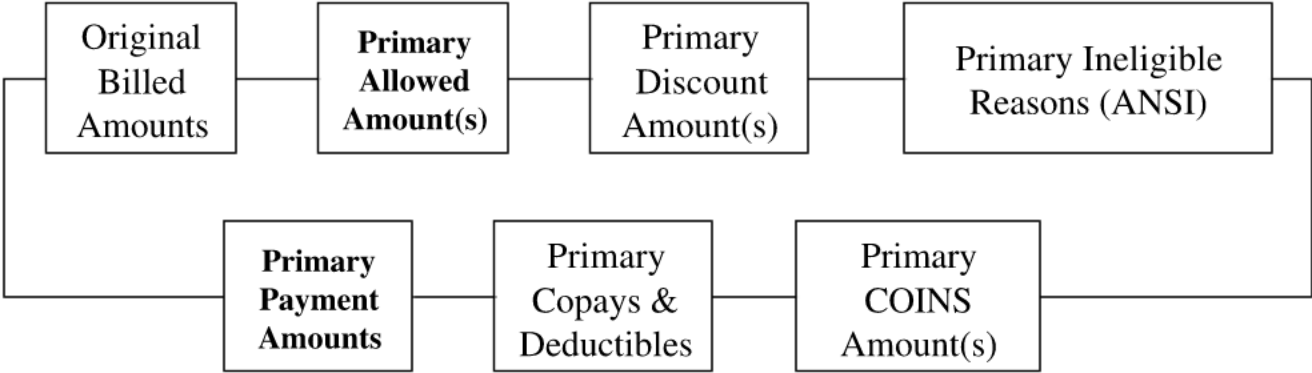 Original
Billed
Amounts
Primary
Allowed
Amount(s)
Primary
Discount
Amount(s)
Primary Ineligible
Reasons (ANSI)
Primary
Payment
Amounts
Primary
Copays &
Deductibles
Primary
COINS
Amount(s)